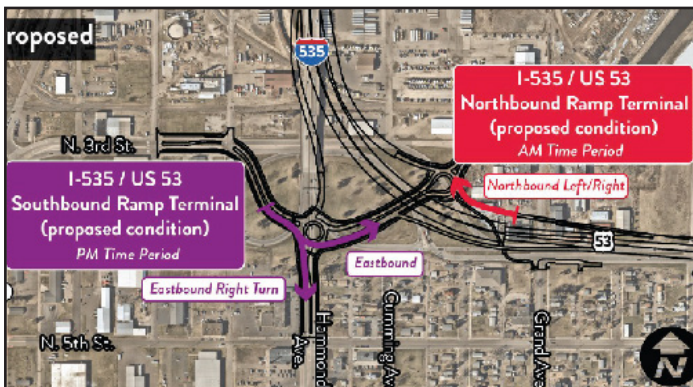 roposed
535
I-535 / US 53
Northbound Ramp Terminal
(proposed condition)
AM Time Period
N. 3rd St.
I-535 / US 53
Southbound Ramp Terminal
(proposed condition)
PM Time Period
Northbound Left/Right
53
Eastbound
Eastbound Right Turn
N. 5th St.
Hammond
Ave.
Cumming Av
Grand Ave
N